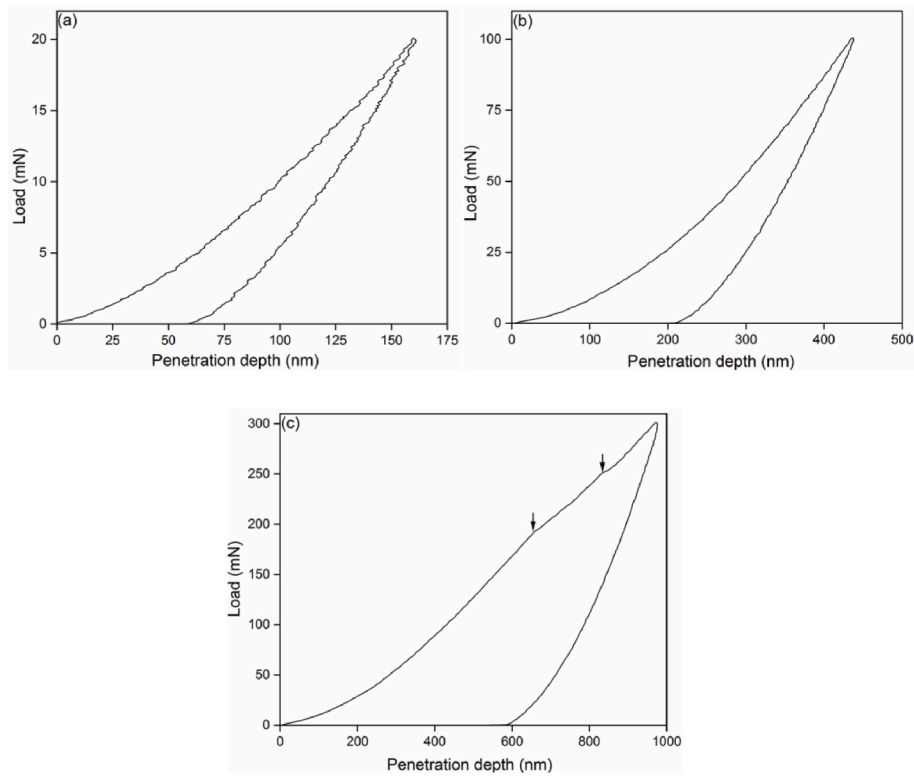 (a)
20
15
10
5
0
Load (mN)
0 25 50 75 100 125 150 175
Penetration depth (nm)
(b)
100
75
50
25
0
Load (mN)
0 100 200 300 400 500
Penetration depth (nm)
(c)
300
250
200
150
100
50
0
Load (mN)
0 200 400 600 800 1000
Penetration depth (nm)